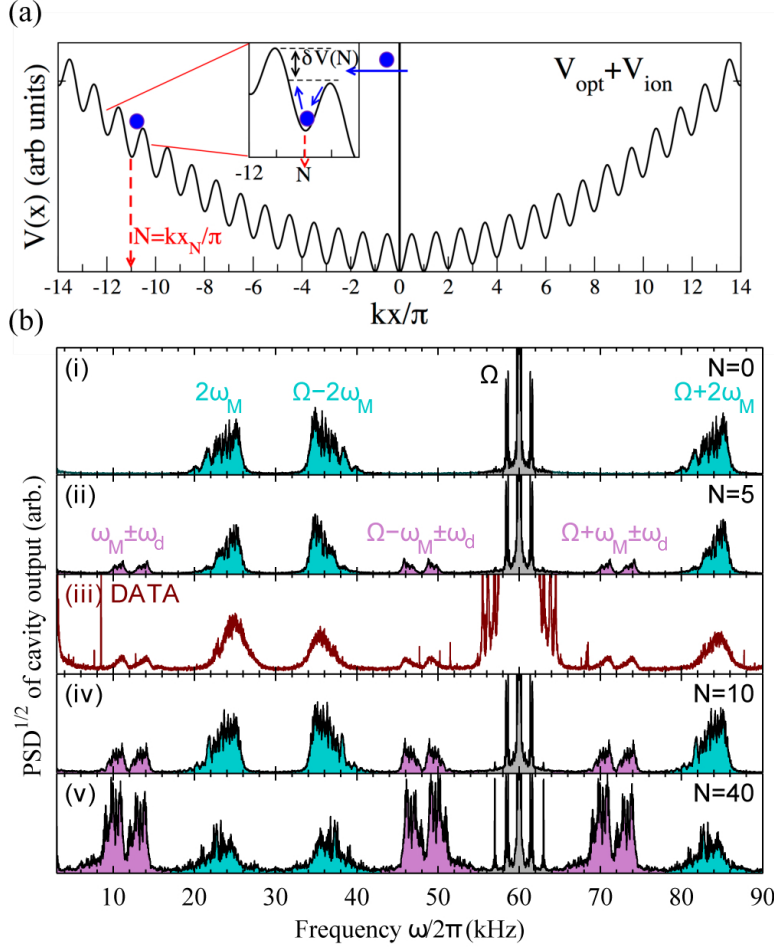 (a)
δV(N)
V_opt+V_ion
-12
N
N=kx_N/π
V(x) (arb units)
-14 -12 -10 -8 -6 -4 -2 0 2 4 6 8 10 12 14
kx/π
(b)
(i) N=0
2ω_M Ω−2ω_M Ω Ω+2ω_M
(ii) N=5
ω_M±ω_d Ω−ω_M±ω_d Ω+ω_M±ω_d
(iii) DATA
(iv) N=10
(v) N=40
PSD^1/2 of cavity output (arb.)
10 20 30 40 50 60 70 80 90
Frequency ω/2π (kHz)